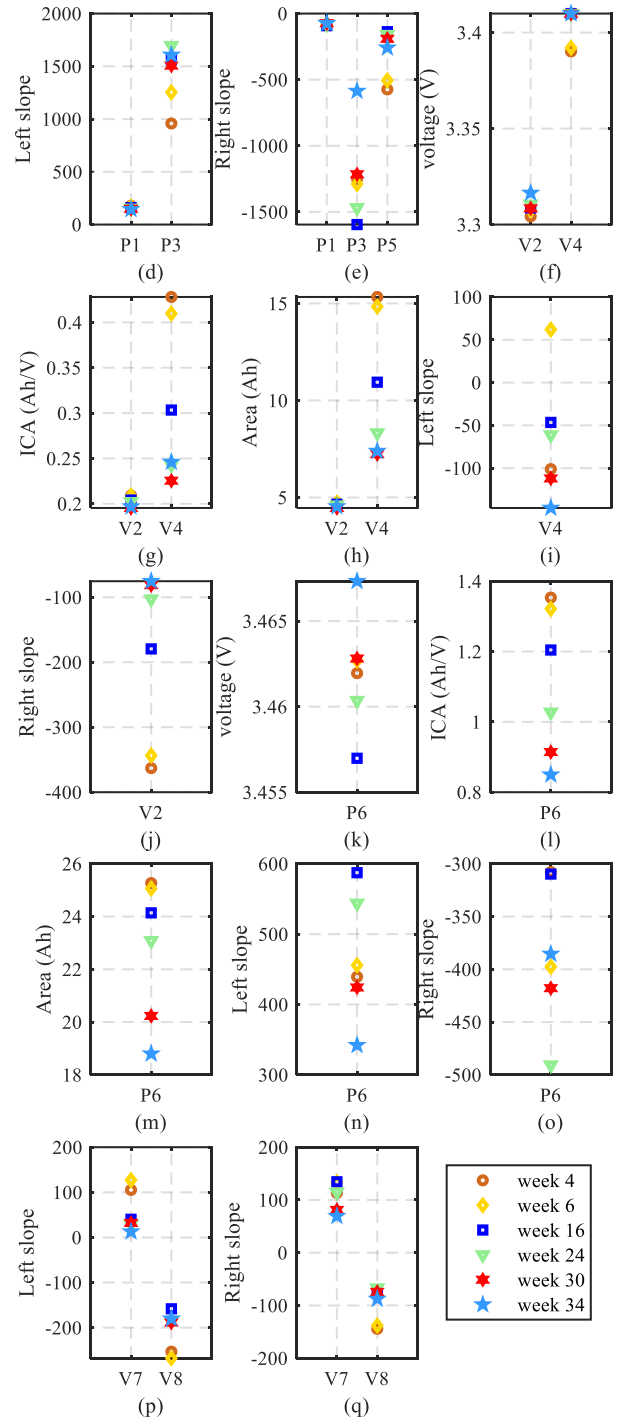 Left slope
2000
1500
1000
500
0
P1 P3
(d)
Right slope
0
-500
-1000
-1500
P1 P3 P5
(e)
voltage (V)
3.4
3.35
3.3
V2 V4
(f)
ICA (Ah/V)
0.4
0.35
0.3
0.25
0.2
V2 V4
(g)
Area (Ah)
15
10
5
V2 V4
(h)
Left slope
100
50
0
-50
-100
V4
(i)
Right slope
-100
-200
-300
-400
V2
(j)
voltage (V)
3.465
3.46
3.455
P6
(k)
ICA (Ah/V)
1.4
1.2
1
0.8
P6
(l)
Area (Ah)
26
24
22
20
18
P6
(m)
Left slope
600
500
400
300
P6
(n)
Right slope
-300
-350
-400
-450
-500
P6
(o)
Left slope
200
100
0
-100
-200
V7 V8
(p)
Right slope
200
100
0
-100
-200
V7 V8
(q)
week 4
week 6
week 16
week 24
week 30
week 34